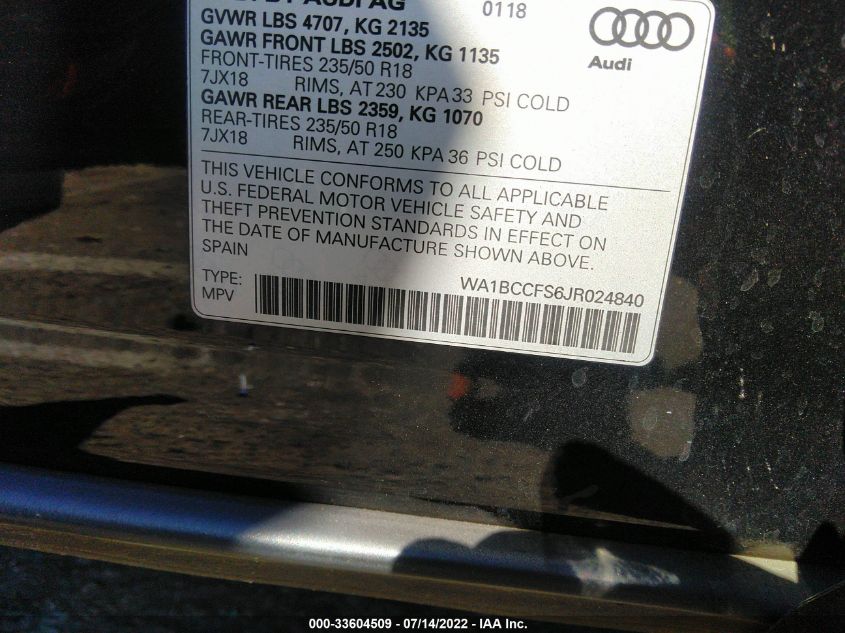 AUDI AG
0118
GVWR LBS 4707, KG 2135
GAWR FRONT LBS 2502, KG 1135
FRONT-TIRES 235/50 R18
7JX18 RIMS, AT 230 KPA 33 PSI COLD
GAWR REAR LBS 2359, KG 1070
REAR-TIRES 235/50 R18
7JX18 RIMS, AT 250 KPA 36 PSI COLD
Audi
THIS VEHICLE CONFORMS TO ALL APPLICABLE
U.S. FEDERAL MOTOR VEHICLE SAFETY AND
THEFT PREVENTION STANDARDS IN EFFECT ON
THE DATE OF MANUFACTURE SHOWN ABOVE.
SPAIN
TYPE:
MPV
WA1BCCFS6JR024840
000-33604509 - 07/14/2022 - IAA Inc.